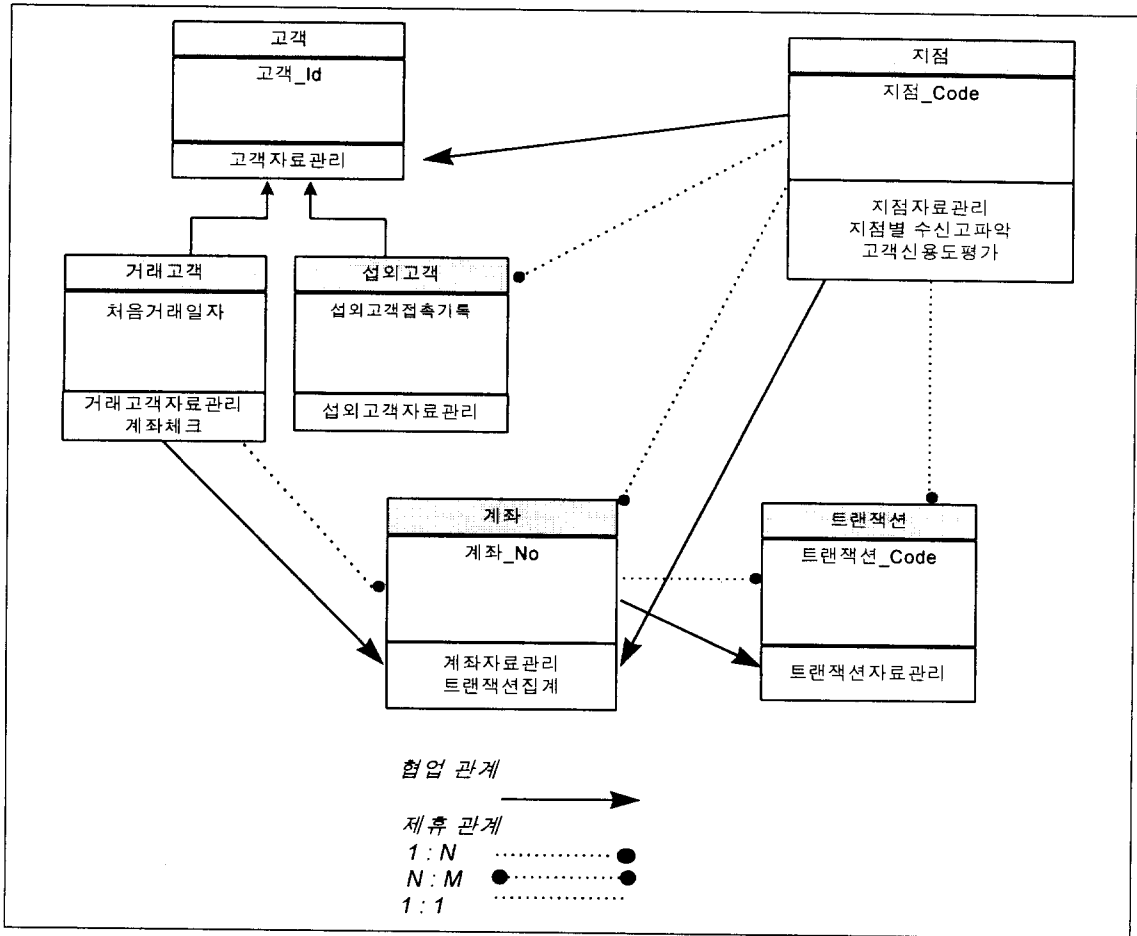 고객
고객_Id
고객자료관리
지점
지점_Code
지점자료관리
지점별 수신고파악
고객신용도평가
거래고객
처음거래일자
거래고객자료관리
계좌체크
섭외고객
섭외고객접촉기록
섭외고객자료관리
계좌
계좌_No
계좌자료관리
트랜잭션집계
트랜잭션
트랜잭션_Code
트랜잭션자료관리
협업 관계
제휴 관계
1 : N
N : M
1 : 1